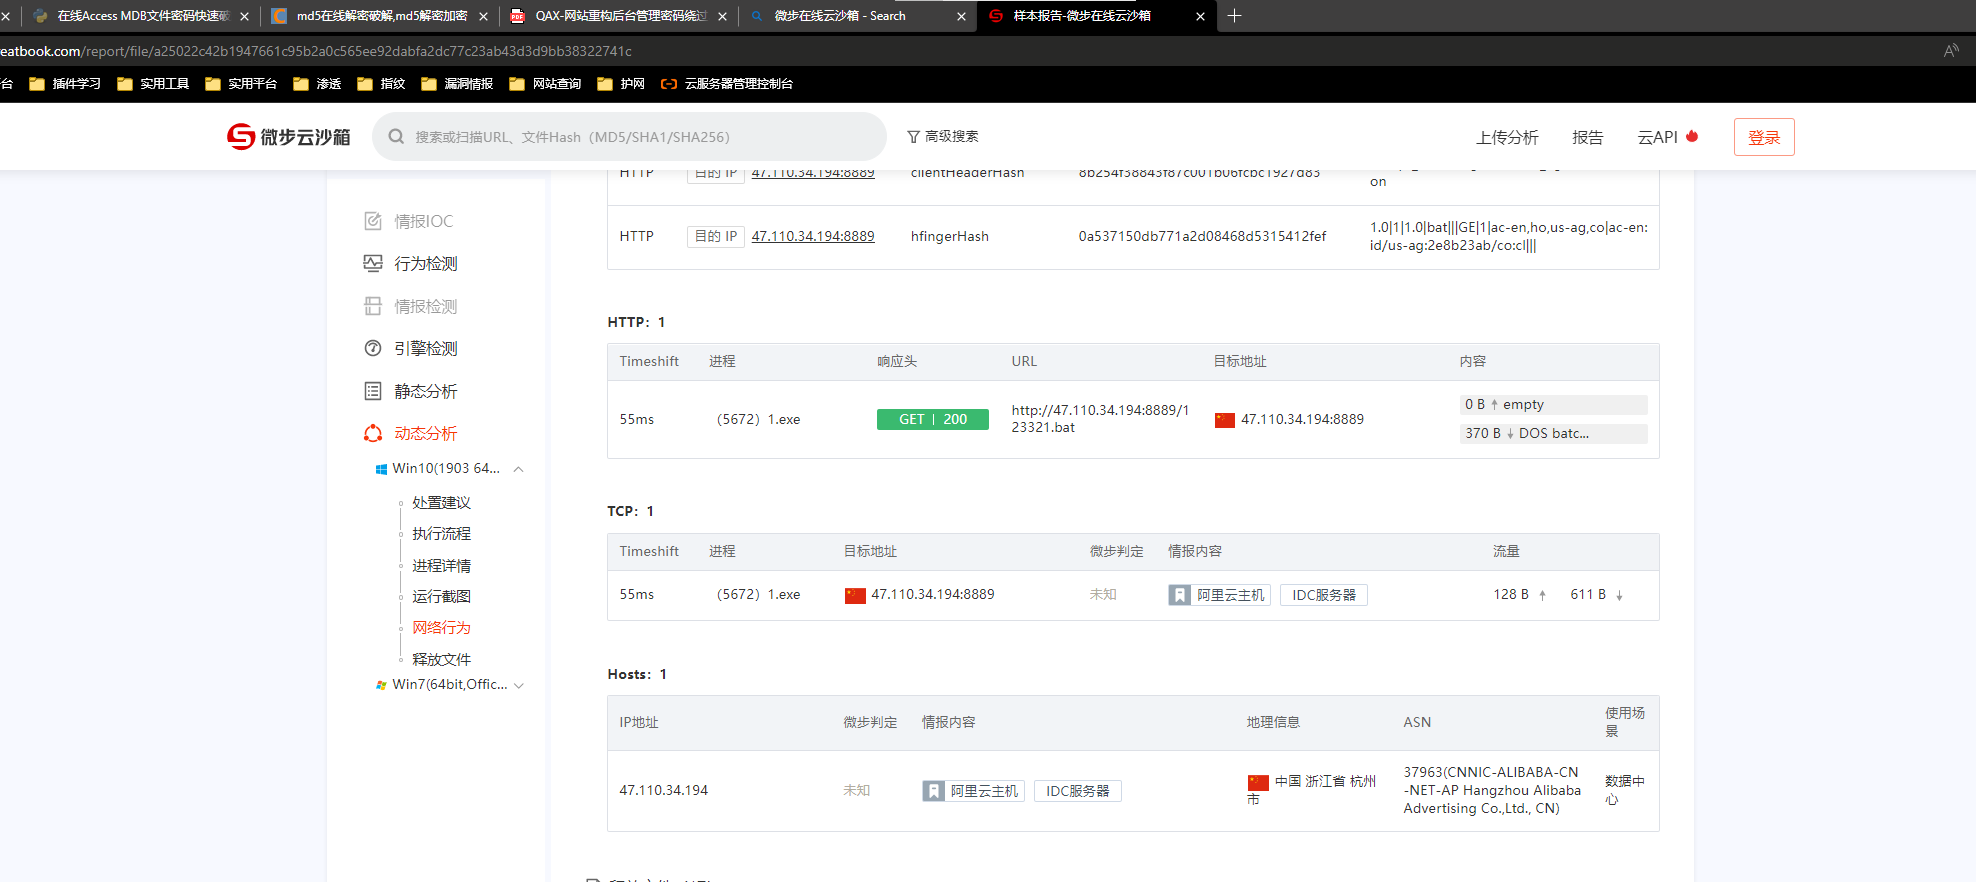 在线Access MDB文件密码快速破
md5在线解密破解,md5解密加密
QAX-网站重构后台管理密码绕过
微步在线云沙箱 - Search
样本报告-微步在线云沙箱
eatbook.com/report/file/a25022c42b1947661c95b2a0c565ee92dabfa2dc77c23ab43d3d9bb38322741c
台 插件学习 实用工具 实用平台 渗透 指纹 漏洞情报 网站查询 护网 云服务器管理控制台
微步云沙箱
搜索或扫描URL、文件Hash（MD5/SHA1/SHA256）
高级搜索
上传分析 报告 云API 登录
情报IOC
行为检测
情报检测
引擎检测
静态分析
动态分析
Win10(1903 64...
处置建议
执行流程
进程详情
运行截图
网络行为
释放文件
Win7(64bit,Offic...
HTTP 目的 IP 47.110.34.194:8889 clientHeaderHash 8b254f38843f87c001b06fcbc1927d83
on
HTTP 目的 IP 47.110.34.194:8889 hfingerHash 0a537150db771a2d08468d5315412fef
1.0|1|1.0|bat|||GE|1|ac-en,ho,us-ag,co|ac-en:
id/us-ag:2e8b23ab/co:cl|||
HTTP：1
Timeshift 进程 响应头 URL 目标地址 内容
55ms （5672）1.exe GET | 200
http://47.110.34.194:8889/1
23321.bat
47.110.34.194:8889
0 B ↑ empty
370 B ↓ DOS batc...
TCP：1
Timeshift 进程 目标地址 微步判定 情报内容 流量
55ms （5672）1.exe 47.110.34.194:8889 未知 阿里云主机 IDC服务器 128 B ↑ 611 B ↓
Hosts：1
IP地址 微步判定 情报内容 地理信息 ASN
使用场
景
47.110.34.194 未知 阿里云主机 IDC服务器
中国 浙江省 杭州
市
37963(CNNIC-ALIBABA-CN
-NET-AP Hangzhou Alibaba
Advertising Co.,Ltd., CN)
数据中
心